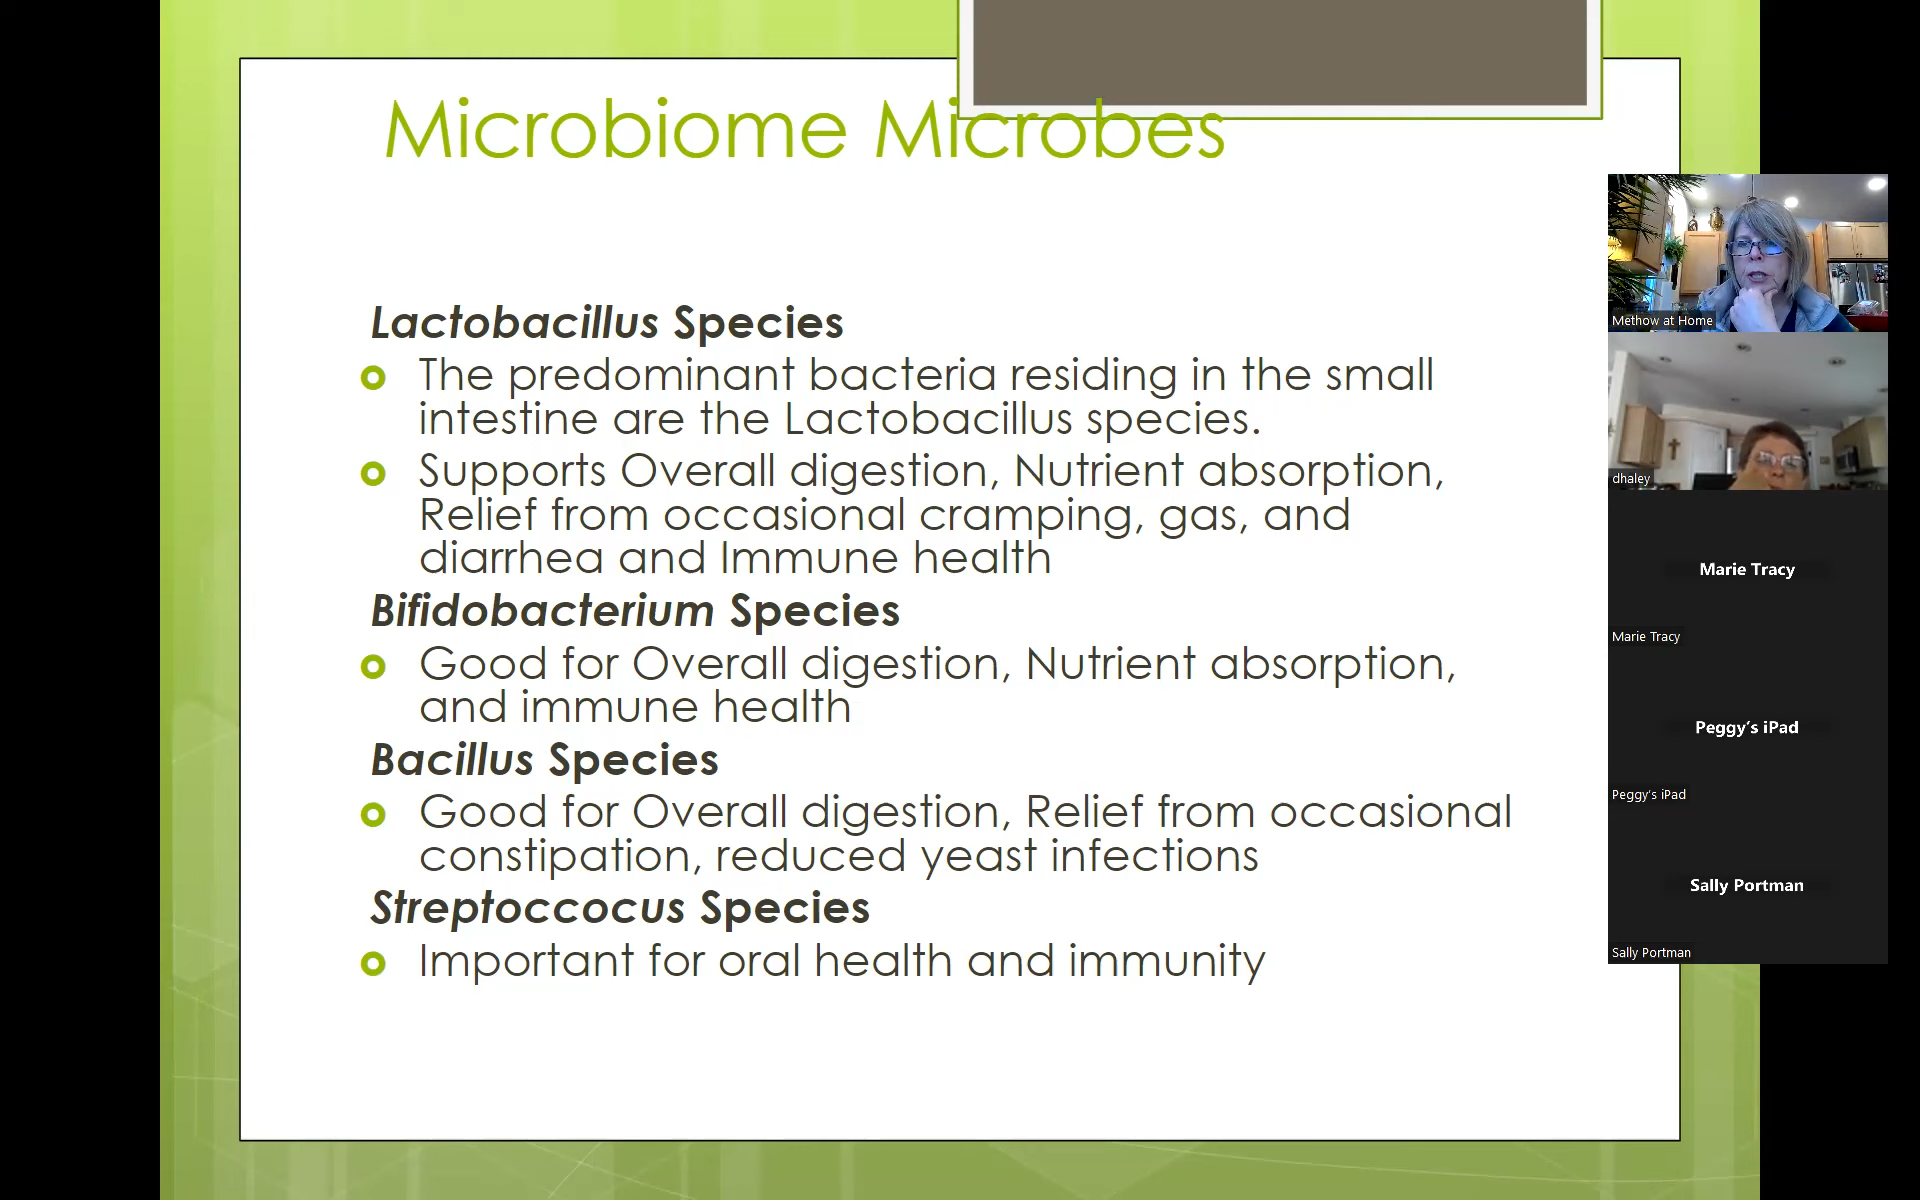 Microbiome Microbes
Lactobacillus Species
The predominant bacteria residing in the small
intestine are the Lactobacillus species.
Supports Overall digestion, Nutrient absorption,
Relief from occasional cramping, gas, and
diarrhea and Immune health
Bifidobacterium Species
Good for Overall digestion, Nutrient absorption,
and immune health
Bacillus Species
Good for Overall digestion, Relief from occasional
constipation, reduced yeast infections
Streptoccocus Species
Important for oral health and immunity
Methow at Home
dhaley
Marie Tracy
Marie Tracy
Peggy's iPad
Peggy's iPad
Sally Portman
Sally Portman